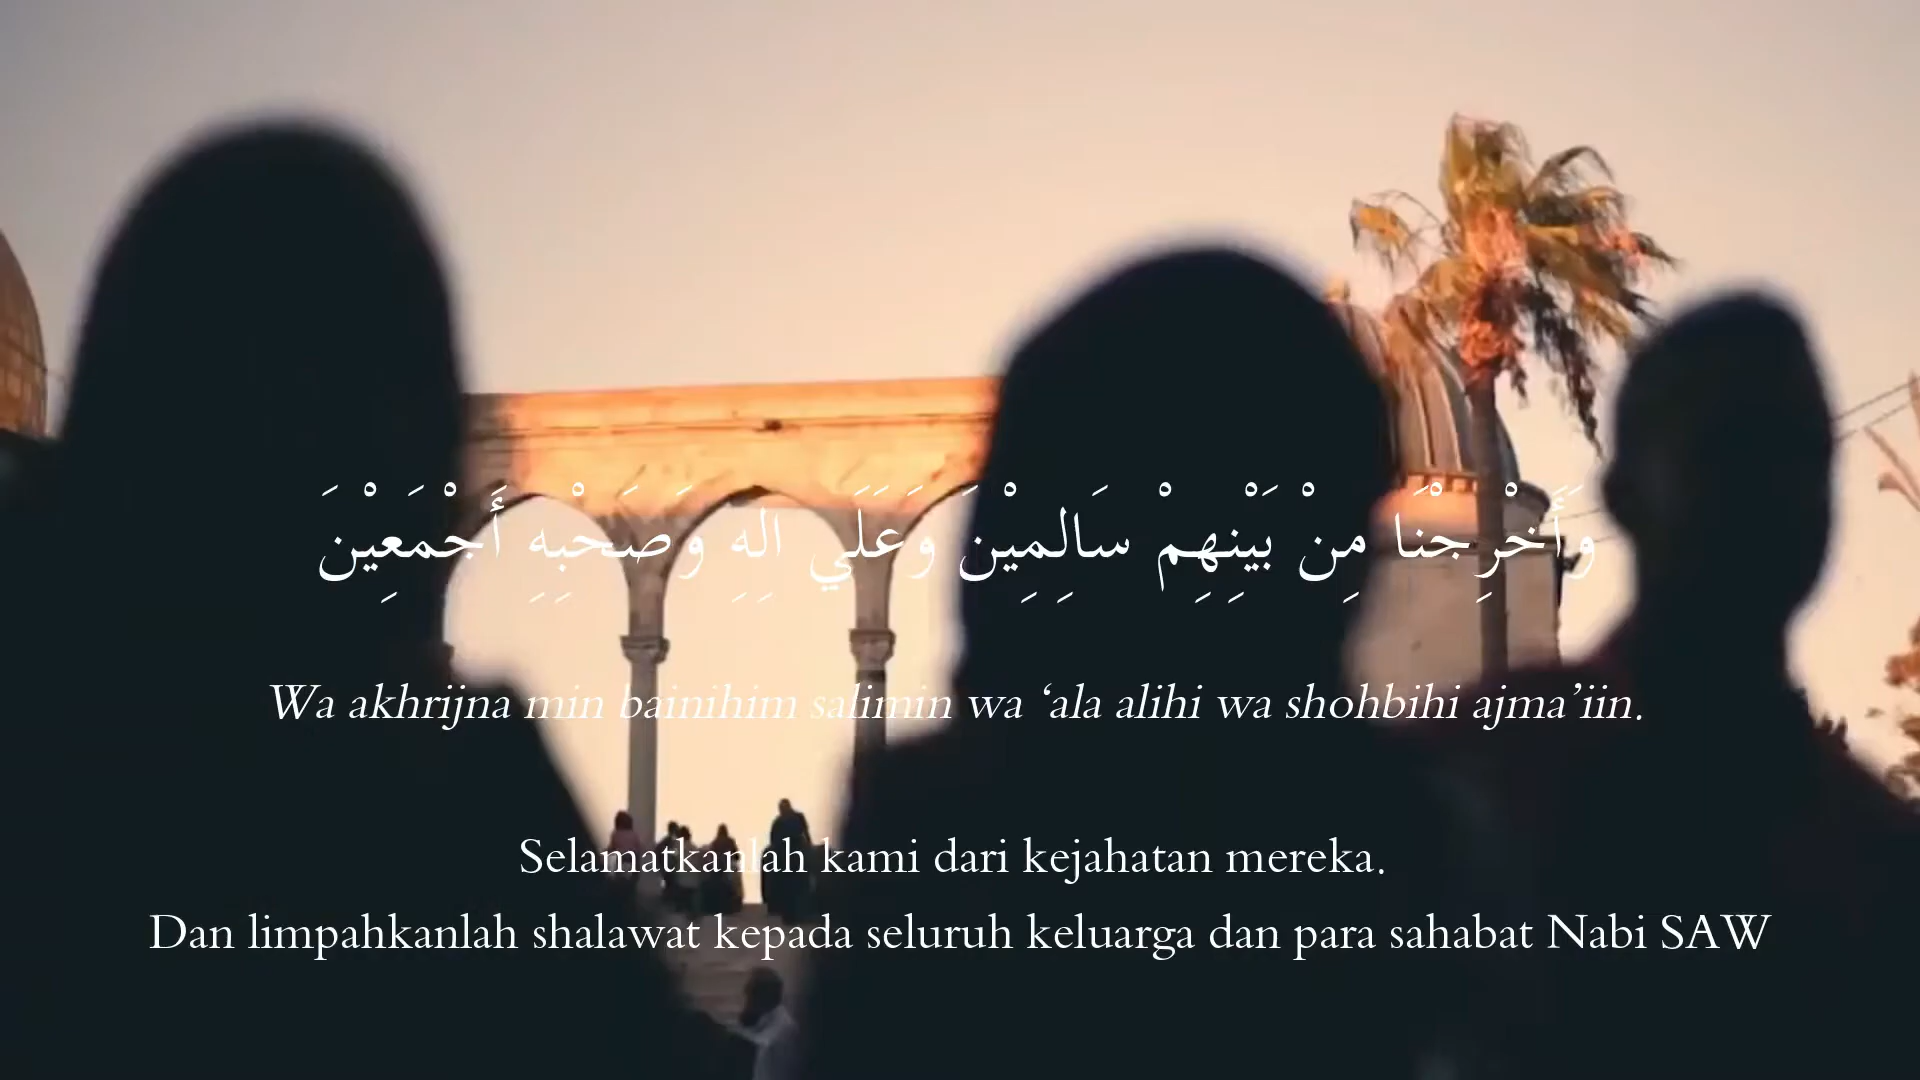 وَأَخْرِجْنَا مِنْ بَيْنِهِمْ سَالِمِيْنَ وَعَلَي الِهِ وَصَحْبِهِ أَجْمَعِيْنَ
Wa akhrijna min bainihim salimin wa ‘ala alihi wa shohbihi ajma’iin.
Selamatkanlah kami dari kejahatan mereka.
Dan limpahkanlah shalawat kepada seluruh keluarga dan para sahabat Nabi SAW